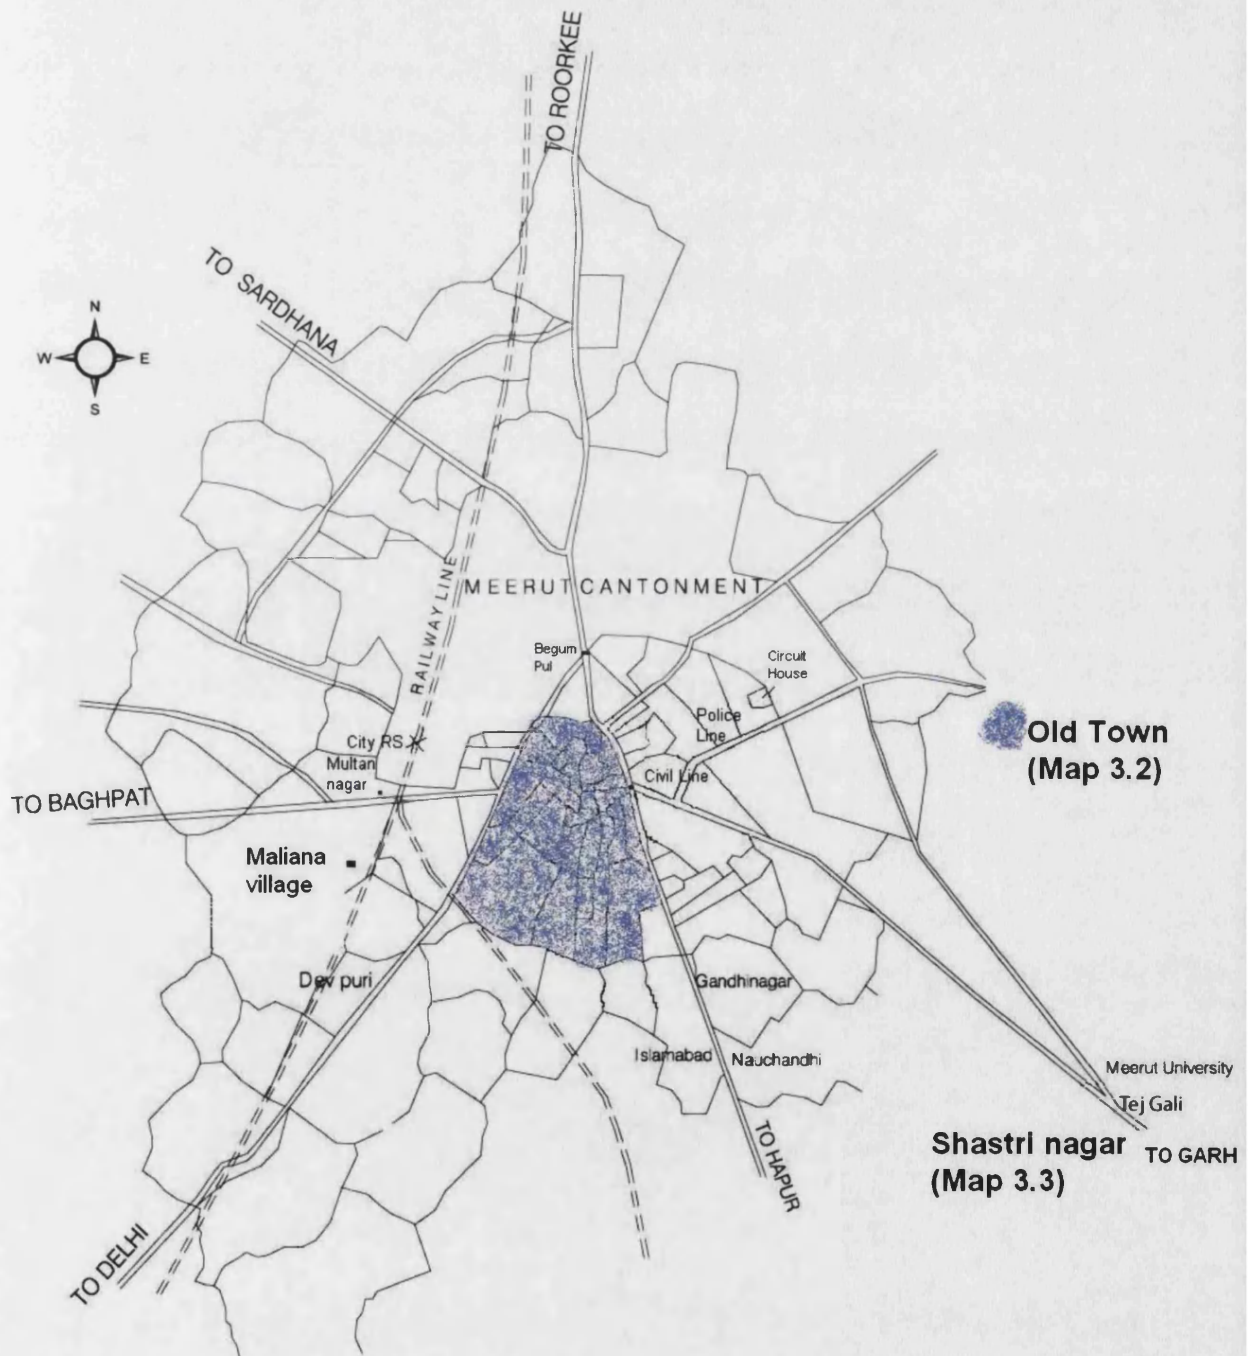 TO ROORKEE
TO SARDHANA
N
W
E
S
RAILWAY LINE
MEERUT CANTONMENT
Begum
Pul
Circuit
House
Police
Line
City RS
Multan
nagar
Civil Line
Old Town
(Map 3.2)
TO BAGHPAT
Maliana
village
Dev puri
Gandhinagar
Islamabad
Nauchandhi
Meerut University
Tej Gali
Shastri nagar
(Map 3.3)
TO GARH
TO HAPUR
TO DELHI